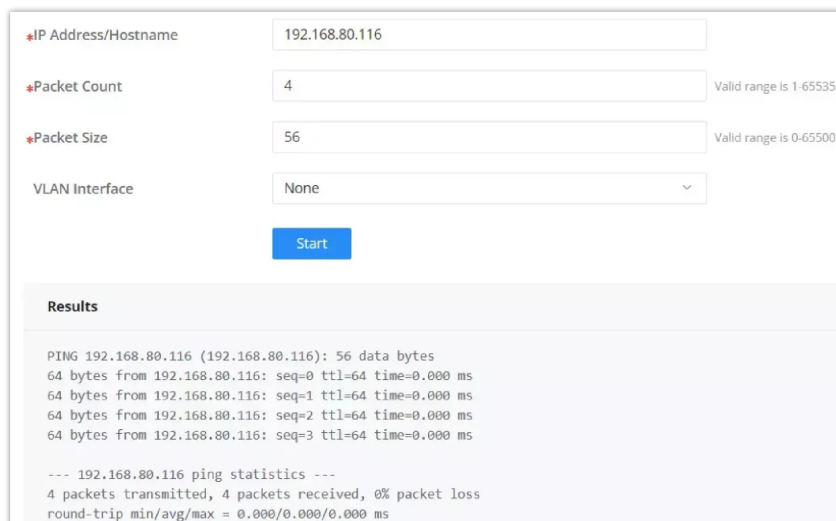 *IP Address/Hostname 192.168.80.116
*Packet Count 4 Valid range is 1-65535
*Packet Size 56 Valid range is 0-65500
VLAN Interface None
Start
Results
PING 192.168.80.116 (192.168.80.116): 56 data bytes
64 bytes from 192.168.80.116: seq=0 ttl=64 time=0.000 ms
64 bytes from 192.168.80.116: seq=1 ttl=64 time=0.000 ms
64 bytes from 192.168.80.116: seq=2 ttl=64 time=0.000 ms
64 bytes from 192.168.80.116: seq=3 ttl=64 time=0.000 ms
--- 192.168.80.116 ping statistics ---
4 packets transmitted, 4 packets received, 0% packet loss
round-trip min/avg/max = 0.000/0.000/0.000 ms